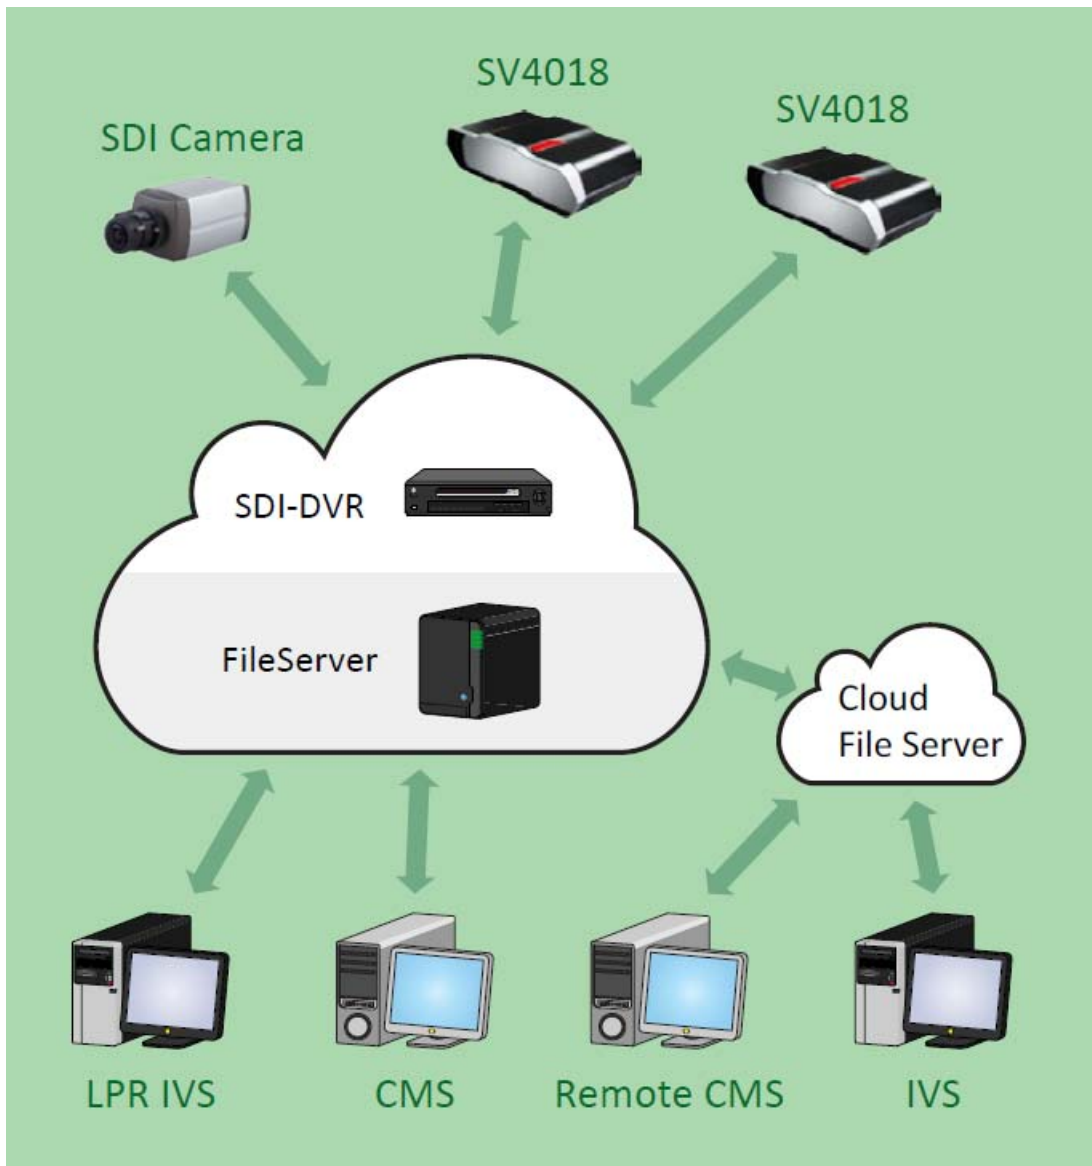 SV4018
SV4018
SDI Camera
SDI-DVR
FileServer
Cloud
File Server
LPR IVS
CMS
Remote CMS
IVS